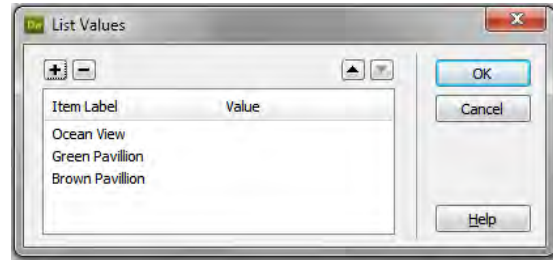 Dw List Values
OK
Item Label Value Cancel
Ocean View
Green Pavillion
Brown Pavillion
Help